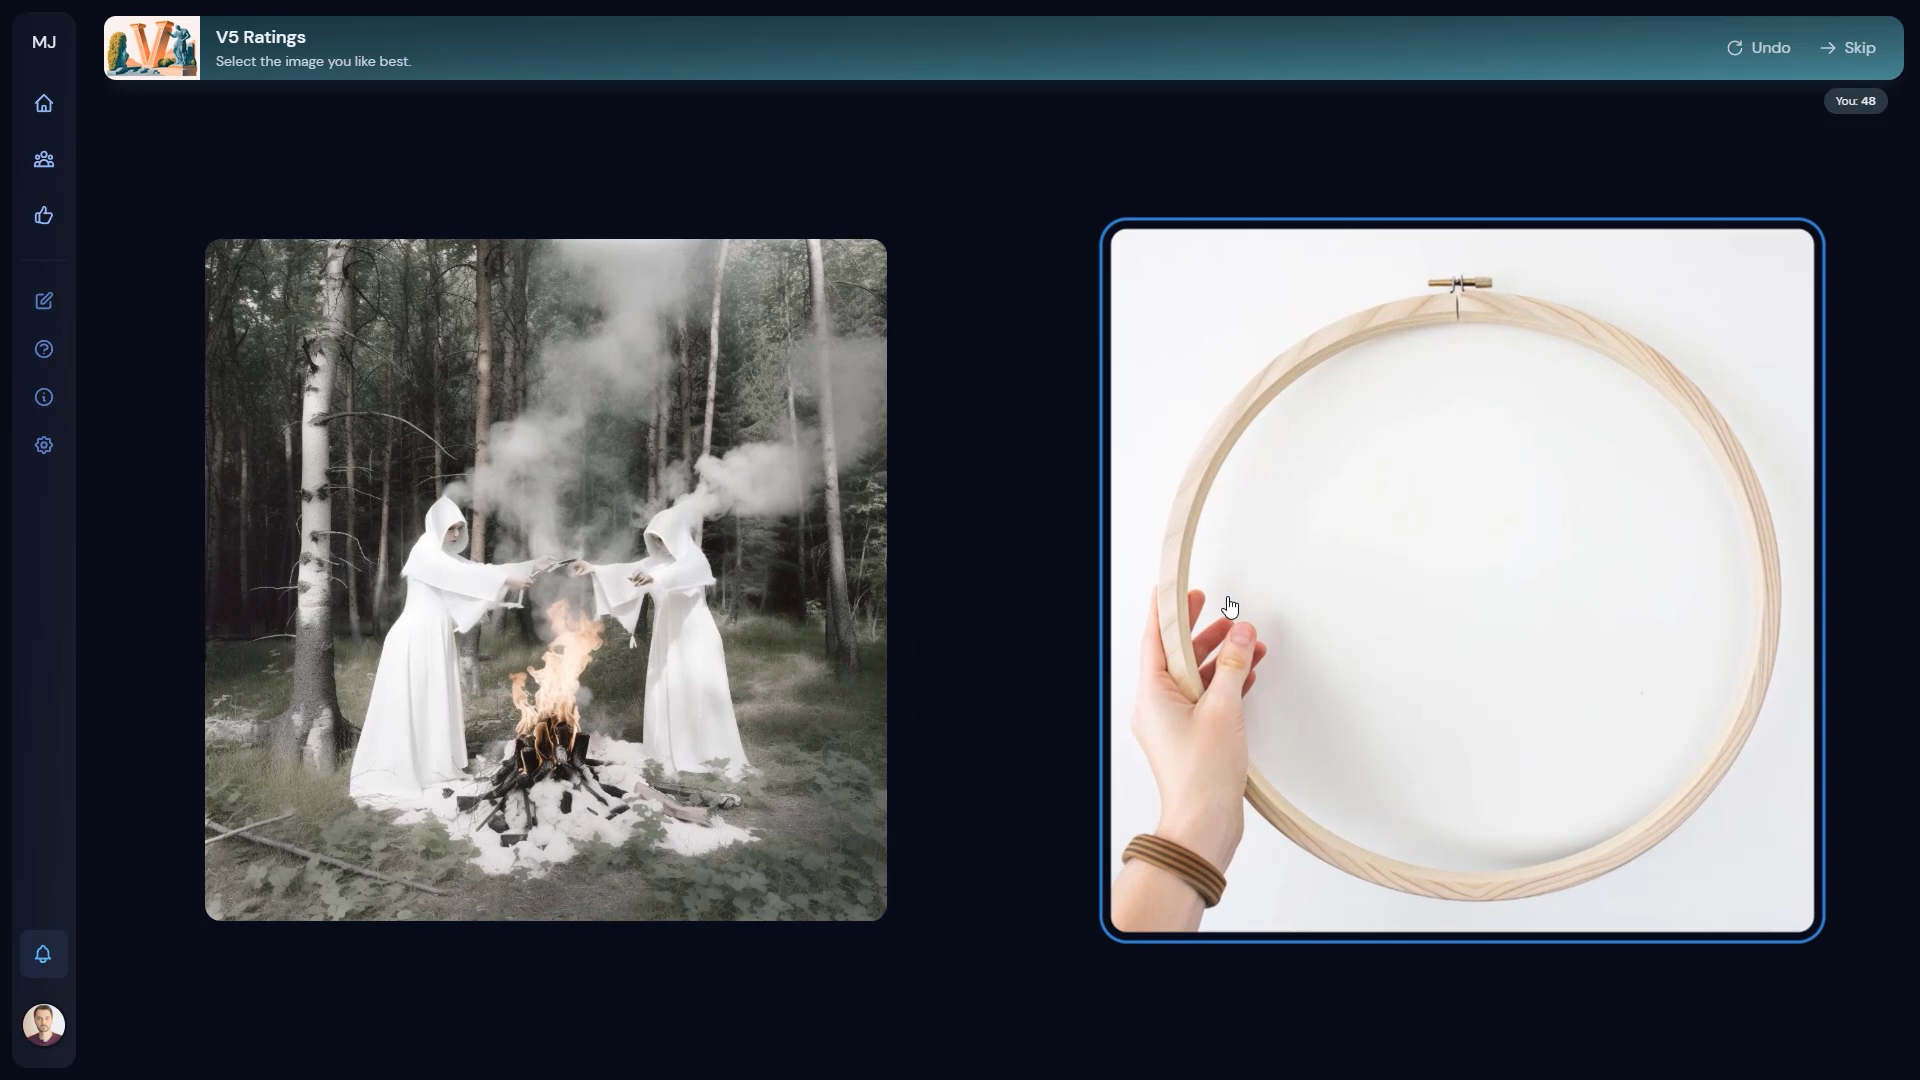 MJ
V5 Ratings
Select the image you like best.
Undo
Skip
You: 48